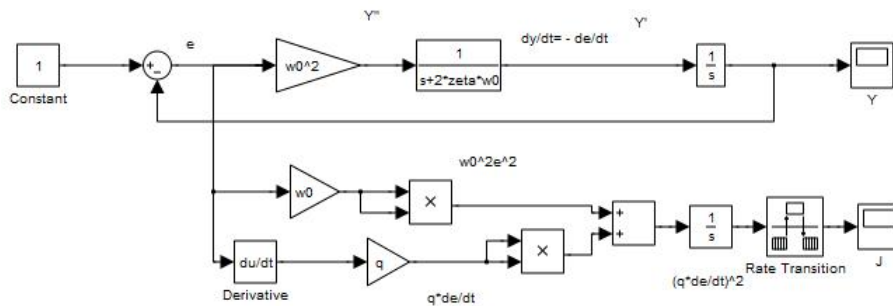 Y"
Y'
e
dy/dt= - de/dt
1
+
−
w0^2
1
s+2*zeta*w0
1
s
Constant
Y
w0^2e^2
w0
×
+
+
1
s
du/dt
q
×
Derivative
q*de/dt
(q*de/dt)^2
Rate Transition
J